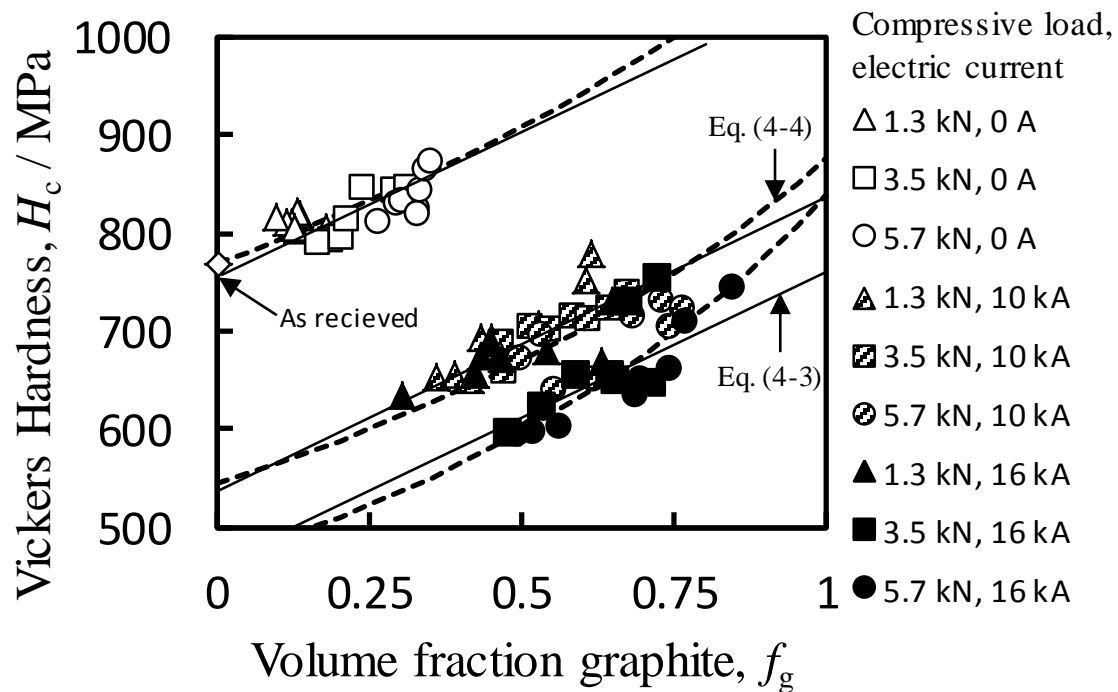 Vickers Hardness, Hc / MPa
1000
900
800
700
600
500
0
0.25
0.5
0.75
1
Volume fraction graphite, fg
As recieved
Eq. (4-4)
Eq. (4-3)
Compressive load,
electric current
1.3 kN, 0 A
3.5 kN, 0 A
5.7 kN, 0 A
1.3 kN, 10 kA
3.5 kN, 10 kA
5.7 kN, 10 kA
1.3 kN, 16 kA
3.5 kN, 16 kA
5.7 kN, 16 kA